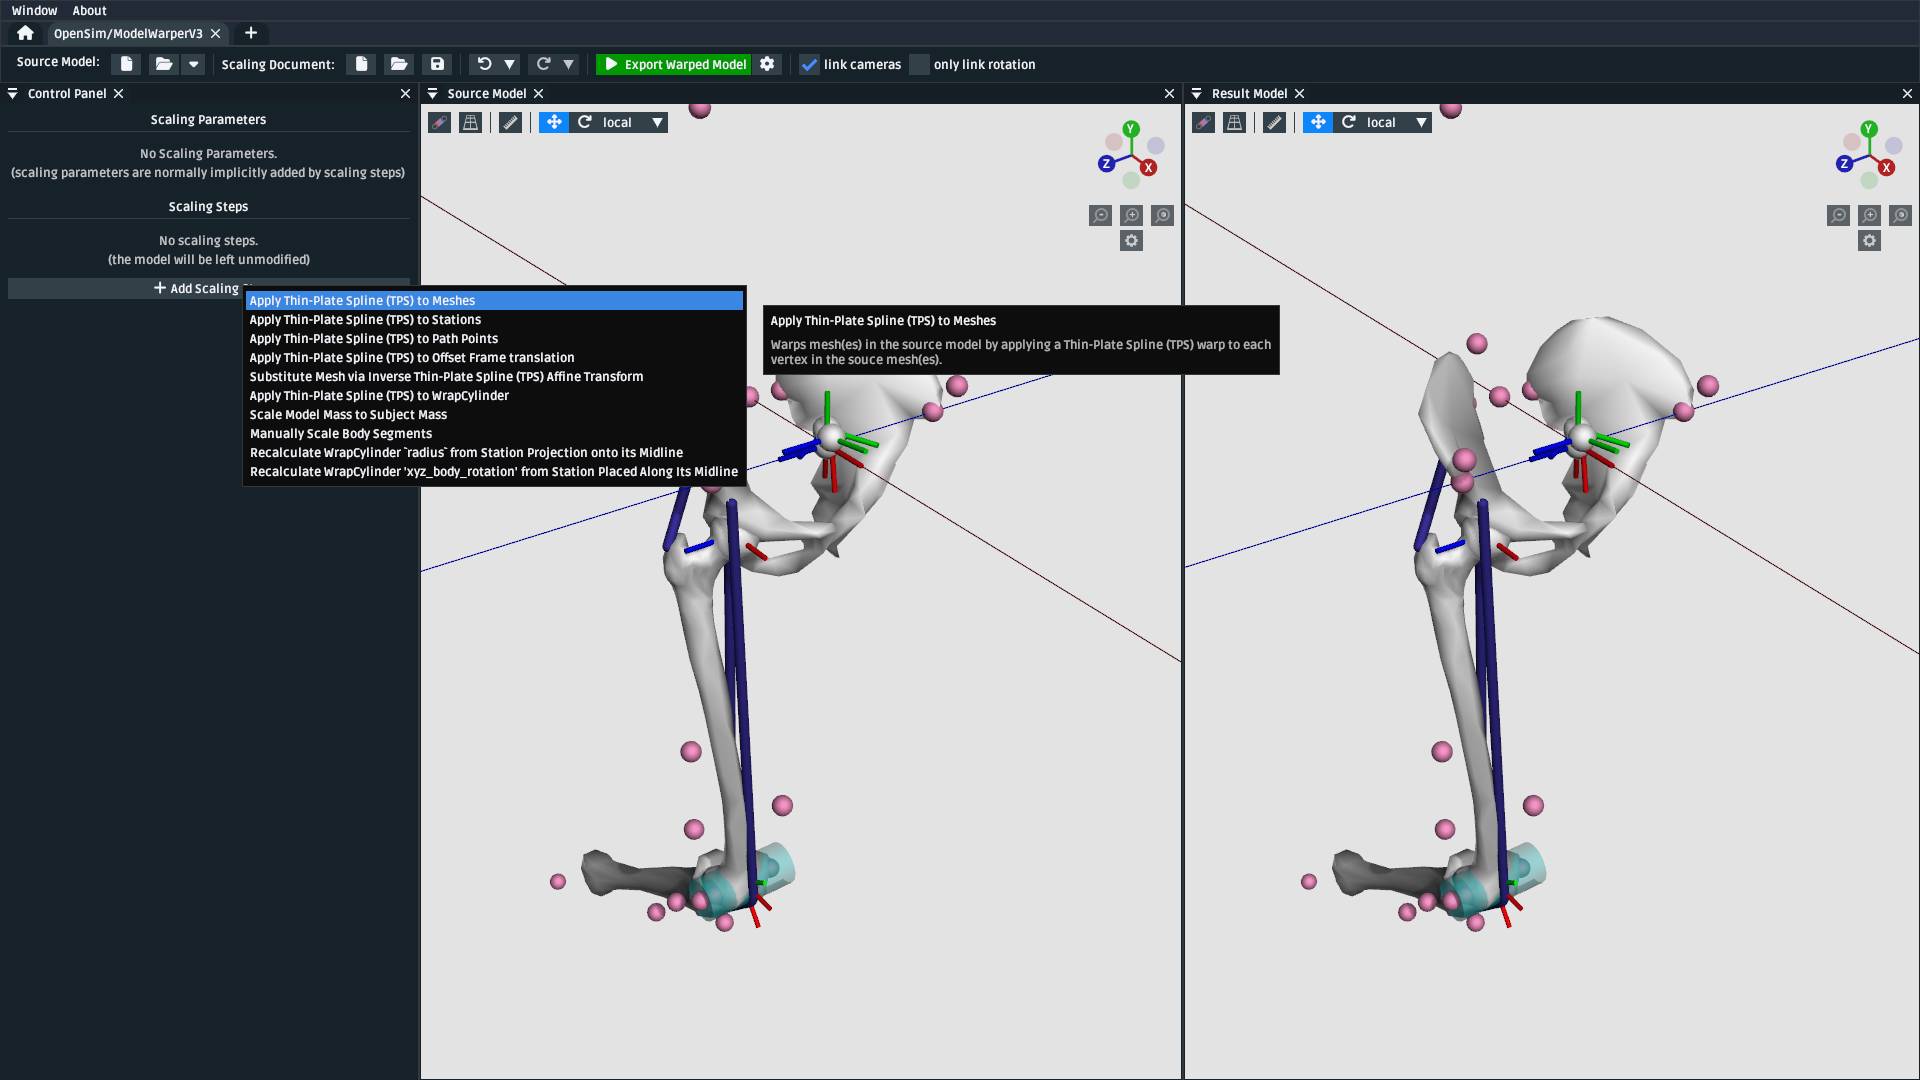 Window About
OpenSim/ModelWarperV3
Source Model: Scaling Document: Export Warped Model link cameras only link rotation
Control Panel
Scaling Parameters
No Scaling Parameters.
(scaling parameters are normally implicitly added by scaling steps)
Scaling Steps
No scaling steps.
(the model will be left unmodified)
Add Scaling
Apply Thin-Plate Spline (TPS) to Meshes
Apply Thin-Plate Spline (TPS) to Stations
Apply Thin-Plate Spline (TPS) to Path Points
Apply Thin-Plate Spline (TPS) to Offset Frame translation
Substitute Mesh via Inverse Thin-Plate Spline (TPS) Affine Transform
Apply Thin-Plate Spline (TPS) to WrapCylinder
Scale Model Mass to Subject Mass
Manually Scale Body Segments
Recalculate WrapCylinder `radius` from Station Projection onto its Midline
Recalculate WrapCylinder 'xyz_body_rotation' from Station Placed Along Its Midline
Apply Thin-Plate Spline (TPS) to Meshes
Warps mesh(es) in the source model by applying a Thin-Plate Spline (TPS) warp to each
vertex in the souce mesh(es).
Source Model
local
Y
Z
X
Result Model
local
Y
Z
X